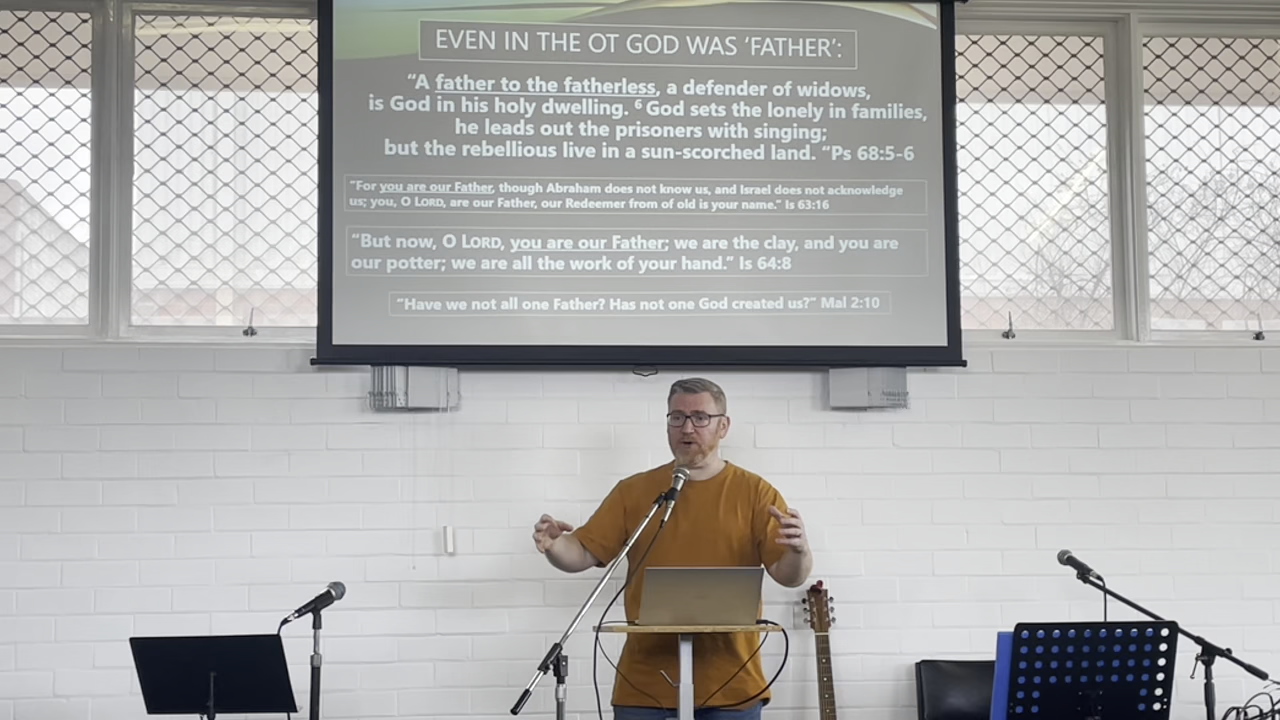 EVEN IN THE OT GOD WAS ‘FATHER’:
“A father to the fatherless, a defender of widows,
is God in his holy dwelling. ⁶ God sets the lonely in families,
he leads out the prisoners with singing;
but the rebellious live in a sun-scorched land. “Ps 68:5-6
“For you are our Father, though Abraham does not know us, and Israel does not acknowledge
us; you, O LORD, are our Father, our Redeemer from of old is your name.” Is 63:16
“But now, O LORD, you are our Father; we are the clay, and you are
our potter; we are all the work of your hand.” Is 64:8
“Have we not all one Father? Has not one God created us?” Mal 2:10